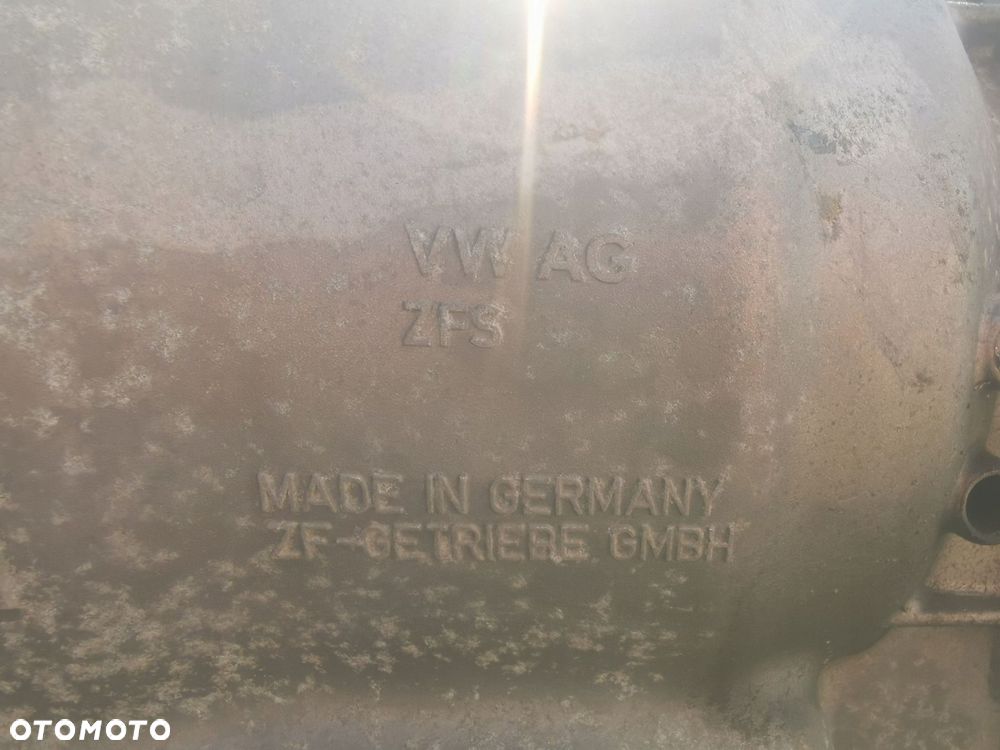 VW AG
ZFS
MADE IN GERMANY
ZF-GETRIEBE GMBH
OTOMOTO